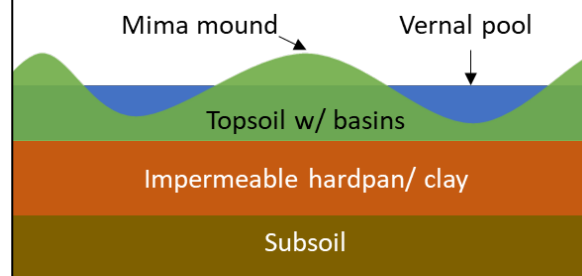 Mima mound
Vernal pool
Topsoil w/ basins
Impermeable hardpan/ clay
Subsoil